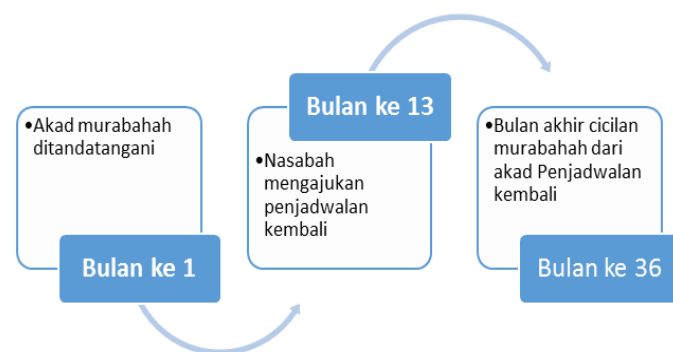 •Akad murabahah
ditandatangani
Bulan ke 1
Bulan ke 13
•Nasabah
mengajukan
penjadwalan
kembali
•Bulan akhir cicilan
murabahah dari
akad Penjadwalan
kembali
Bulan ke 36